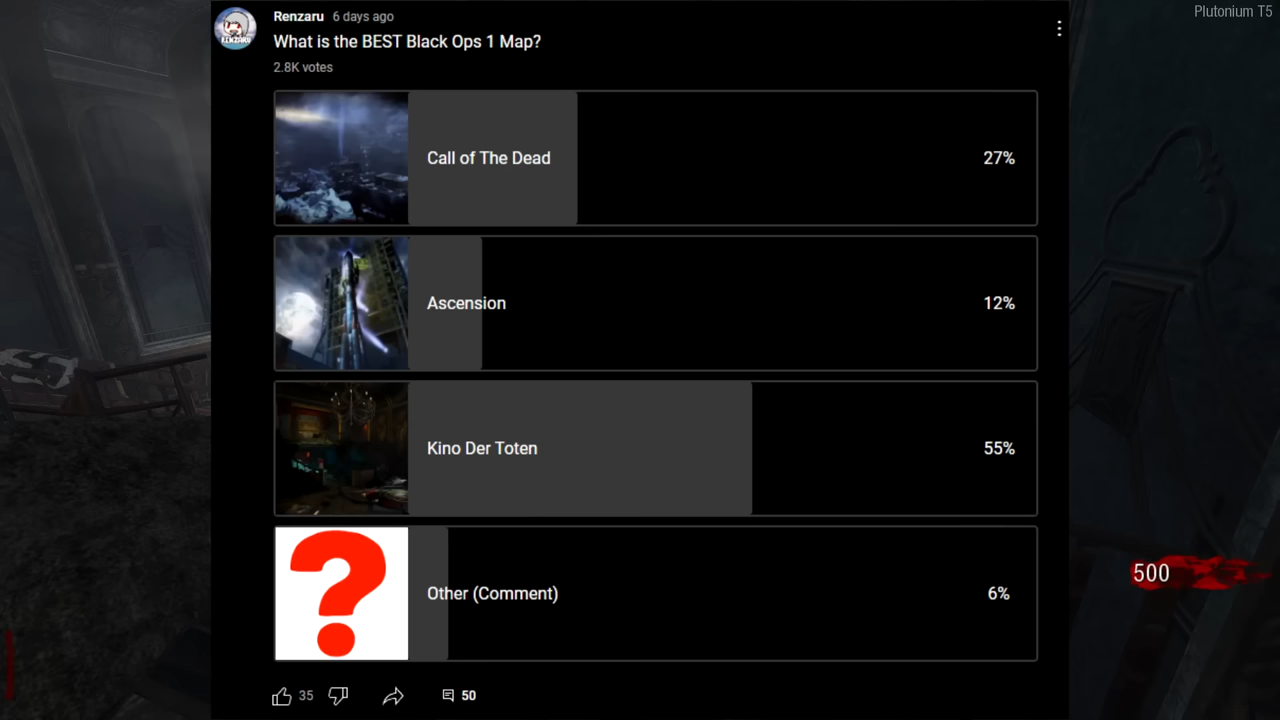 Plutonium T5
Renzaru 6 days ago
What is the BEST Black Ops 1 Map?
2.8K votes
Call of The Dead 27%
Ascension 12%
Kino Der Toten 55%
Other (Comment) 6%
?
500
35 50